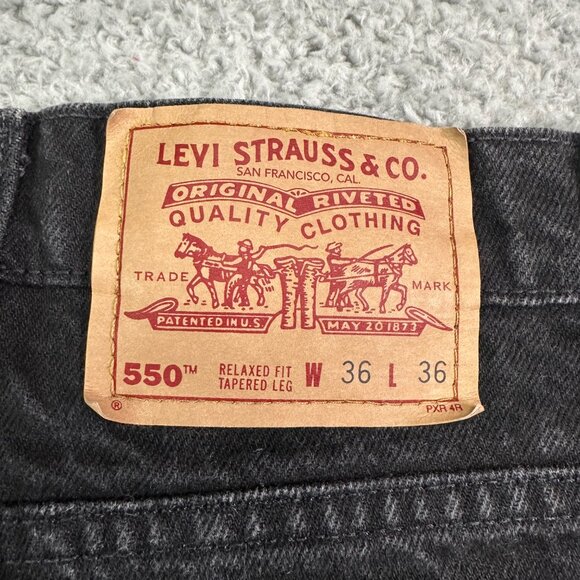 LEVI STRAUSS & CO.
SAN FRANCISCO, CAL.
ORIGINAL RIVETED
QUALITY CLOTHING
TRADE MARK
PATENTED IN U.S MAY 20 1873
550™ RELAXED FIT W 36 L 36
TAPERED LEG
® PXR 4R